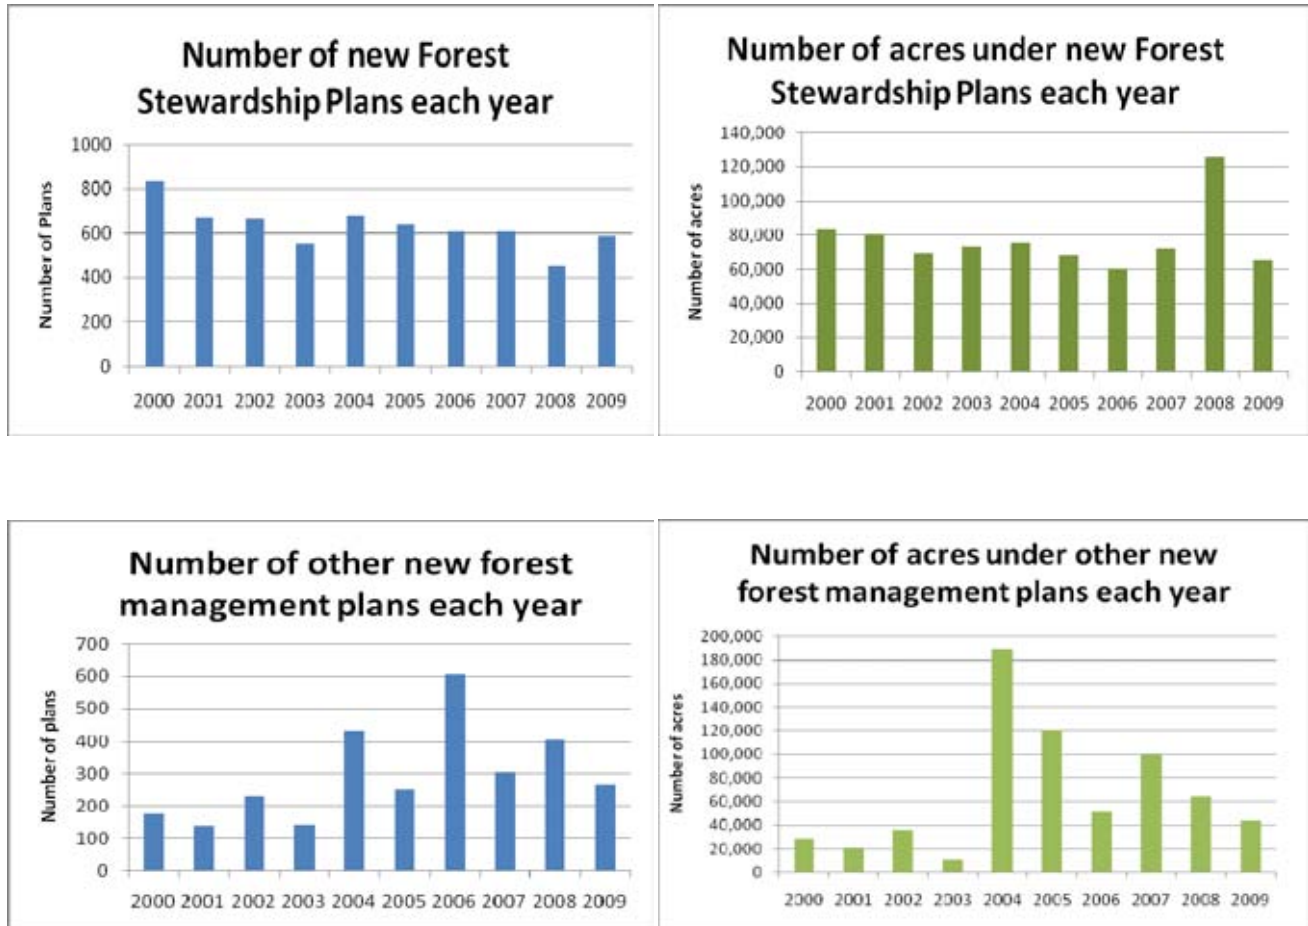 Number of new Forest
Stewardship Plans each year
Number of Plans
1000
800
600
400
200
0
2000 2001 2002 2003 2004 2005 2006 2007 2008 2009
Number of acres under new Forest
Stewardship Plans each year
Number of acres
140,000
120,000
100,000
80,000
60,000
40,000
20,000
0
2000 2001 2002 2003 2004 2005 2006 2007 2008 2009
Number of other new forest
management plans each year
Number of plans
700
600
500
400
300
200
100
0
2000 2001 2002 2003 2004 2005 2006 2007 2008 2009
Number of acres under other new
forest management plans each year
Number of acres
200,000
180,000
160,000
140,000
120,000
100,000
80,000
60,000
40,000
20,000
0
2000 2001 2002 2003 2004 2005 2006 2007 2008 2009